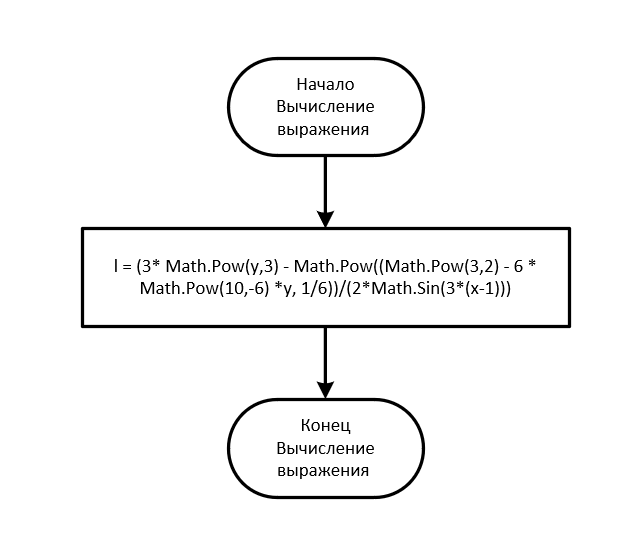 Начало
Вычисление
выражения
l = (3* Math.Pow(y,3) - Math.Pow((Math.Pow(3,2) - 6 *
Math.Pow(10,-6) *y, 1/6))/(2*Math.Sin(3*(x-1)))
Конец
Вычисление
выражения